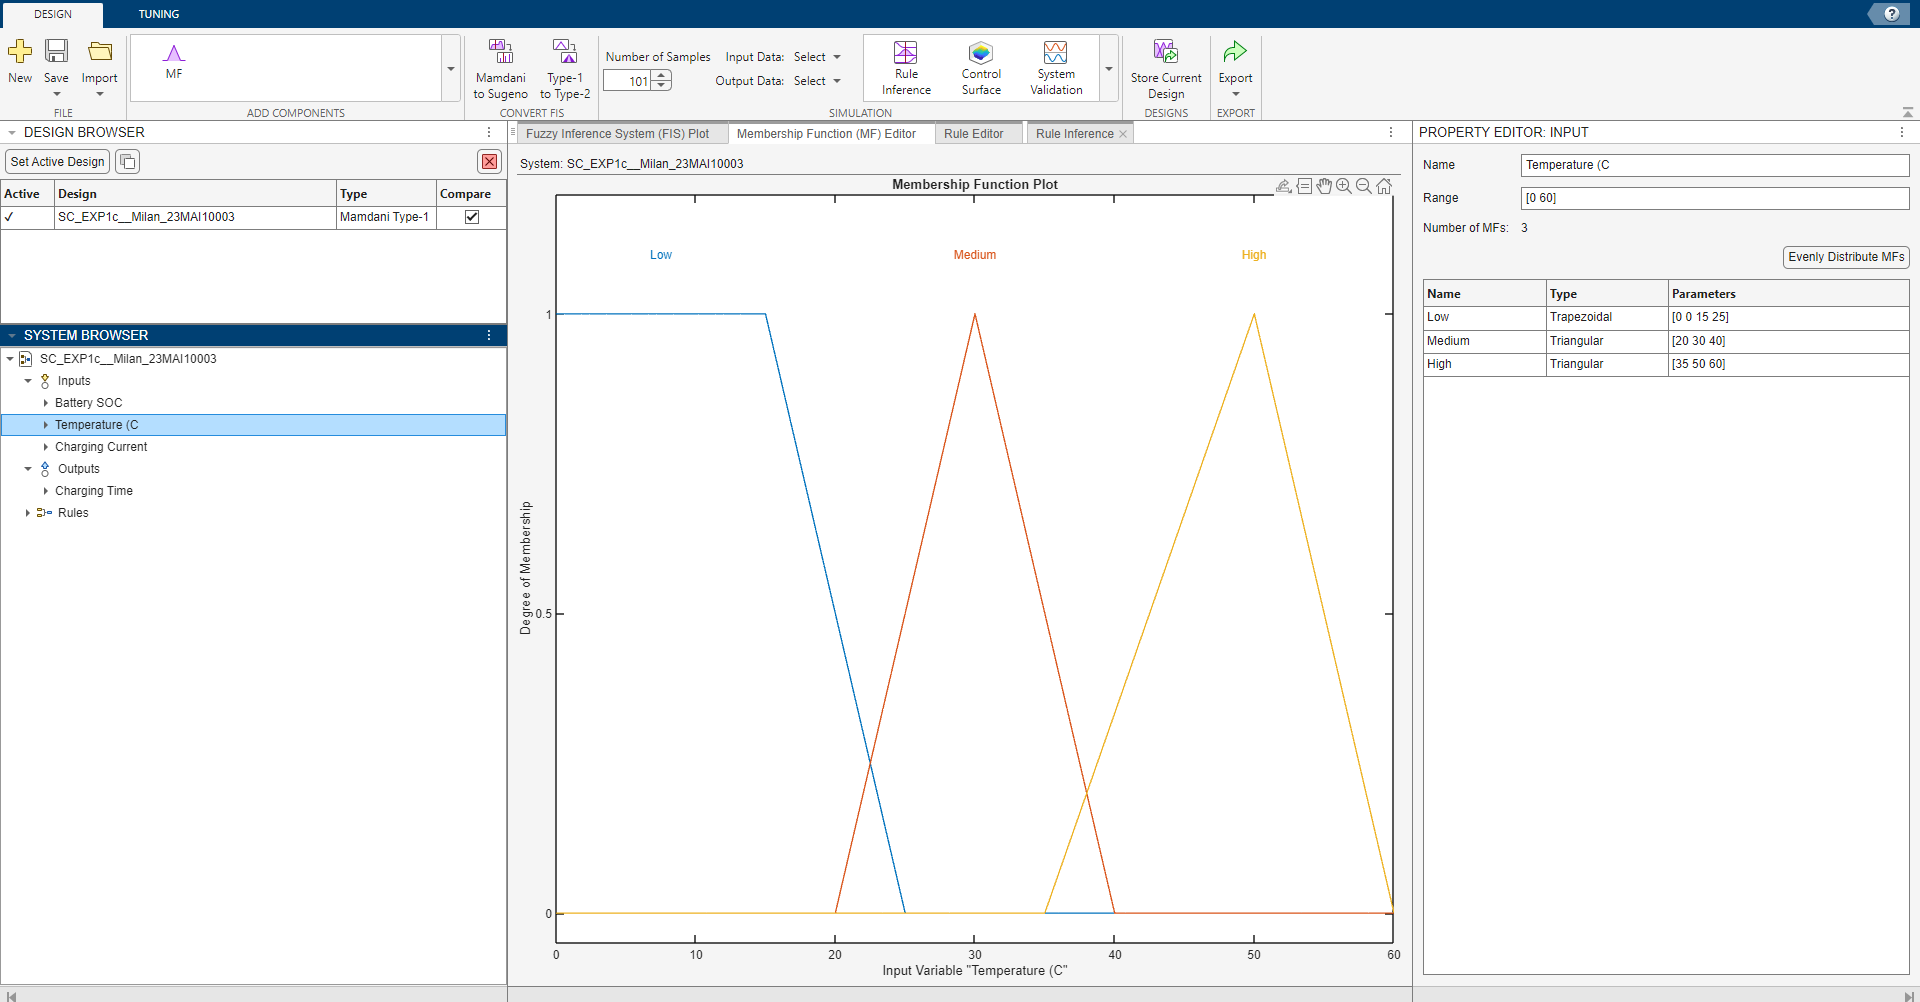 DESIGN TUNING
?
New Save Import
FILE
MF
ADD COMPONENTS
Mamdani to Sugeno
Type-1 to Type-2
CONVERT FIS
Number of Samples Input Data: Select
101 Output Data: Select
Rule Inference
Control Surface
System Validation
SIMULATION
Store Current Design
DESIGNS
Export
EXPORT
DESIGN BROWSER
Set Active Design
Active Design Type Compare
✓ SC_EXP1c__Milan_23MAI10003 Mamdani Type-1
SYSTEM BROWSER
SC_EXP1c__Milan_23MAI10003
Inputs
Battery SOC
Temperature (C
Charging Current
Outputs
Charging Time
Rules
Fuzzy Inference System (FIS) Plot Membership Function (MF) Editor Rule Editor Rule Inference
System: SC_EXP1c__Milan_23MAI10003
Membership Function Plot
Low Medium High
1
0.5
0
Degree of Membership
0 10 20 30 40 50 60
Input Variable "Temperature (C"
PROPERTY EDITOR: INPUT
Name Temperature (C
Range [0 60]
Number of MFs: 3
Evenly Distribute MFs
Name Type Parameters
Low Trapezoidal [0 0 15 25]
Medium Triangular [20 30 40]
High Triangular [35 50 60]